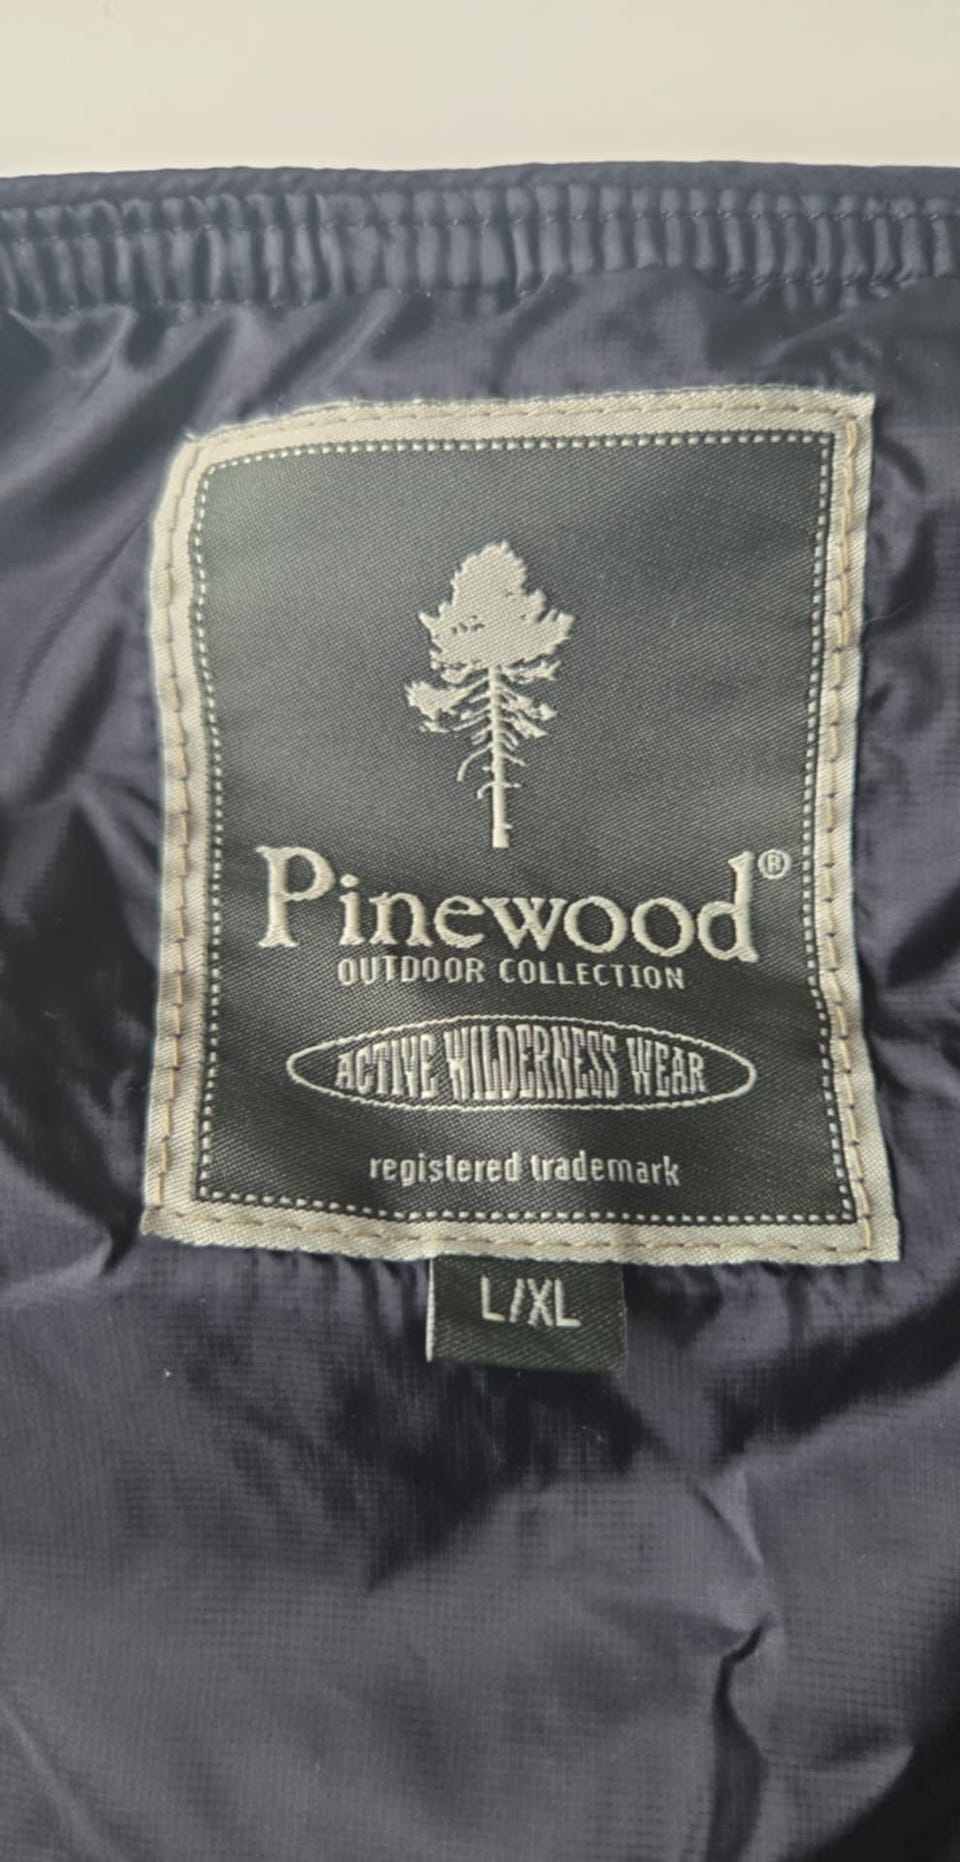 Pinewood®
OUTDOOR COLLECTION
ACTIVE WILDERNESS WEAR
registered trademark
L/XL